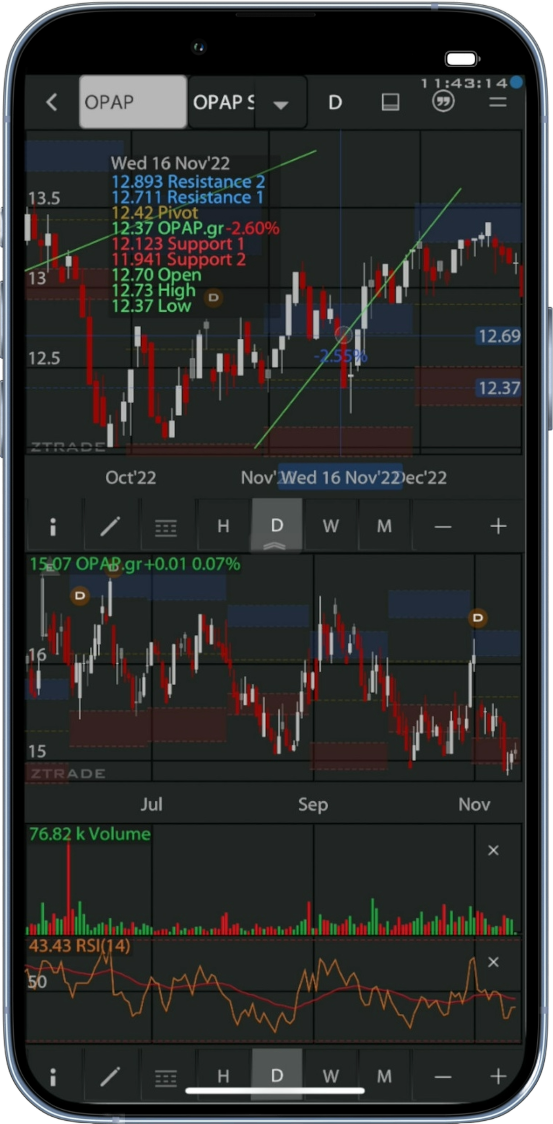 11:43:14
OPAP
OPAP S
D
Wed 16 Nov'22
12.893 Resistance 2
12.711 Resistance 1
12.42 Pivot
12.37 OPAP.gr -2.60%
12.123 Support 1
11.941 Support 2
12.70 Open
12.73 High
12.37 Low
13.5
13
D
12.69
-2.55%
12.5
12.37
ZTRADE
Oct'22
Nov'
Wed 16 Nov'22
Dec'22
i
H
D
W
M
15.07 OPAP.gr +0.01 0.07%
D
D
16
15
ZTRADE
Jul
Sep
Nov
76.82 k Volume
×
43.43 RSI(14)
×
50
i
H
D
W
M